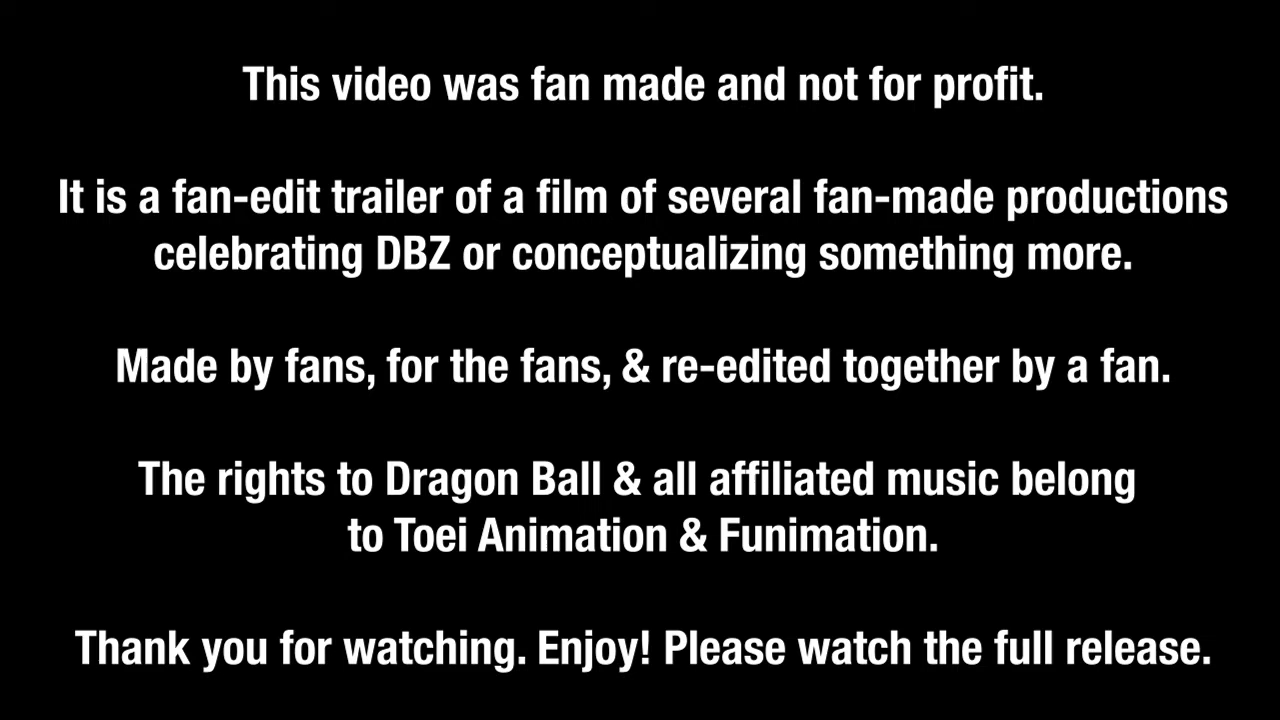 This video was fan made and not for profit.
It is a fan-edit trailer of a film of several fan-made productions
celebrating DBZ or conceptualizing something more.
Made by fans, for the fans, & re-edited together by a fan.
The rights to Dragon Ball & all affiliated music belong
to Toei Animation & Funimation.
Thank you for watching. Enjoy! Please watch the full release.